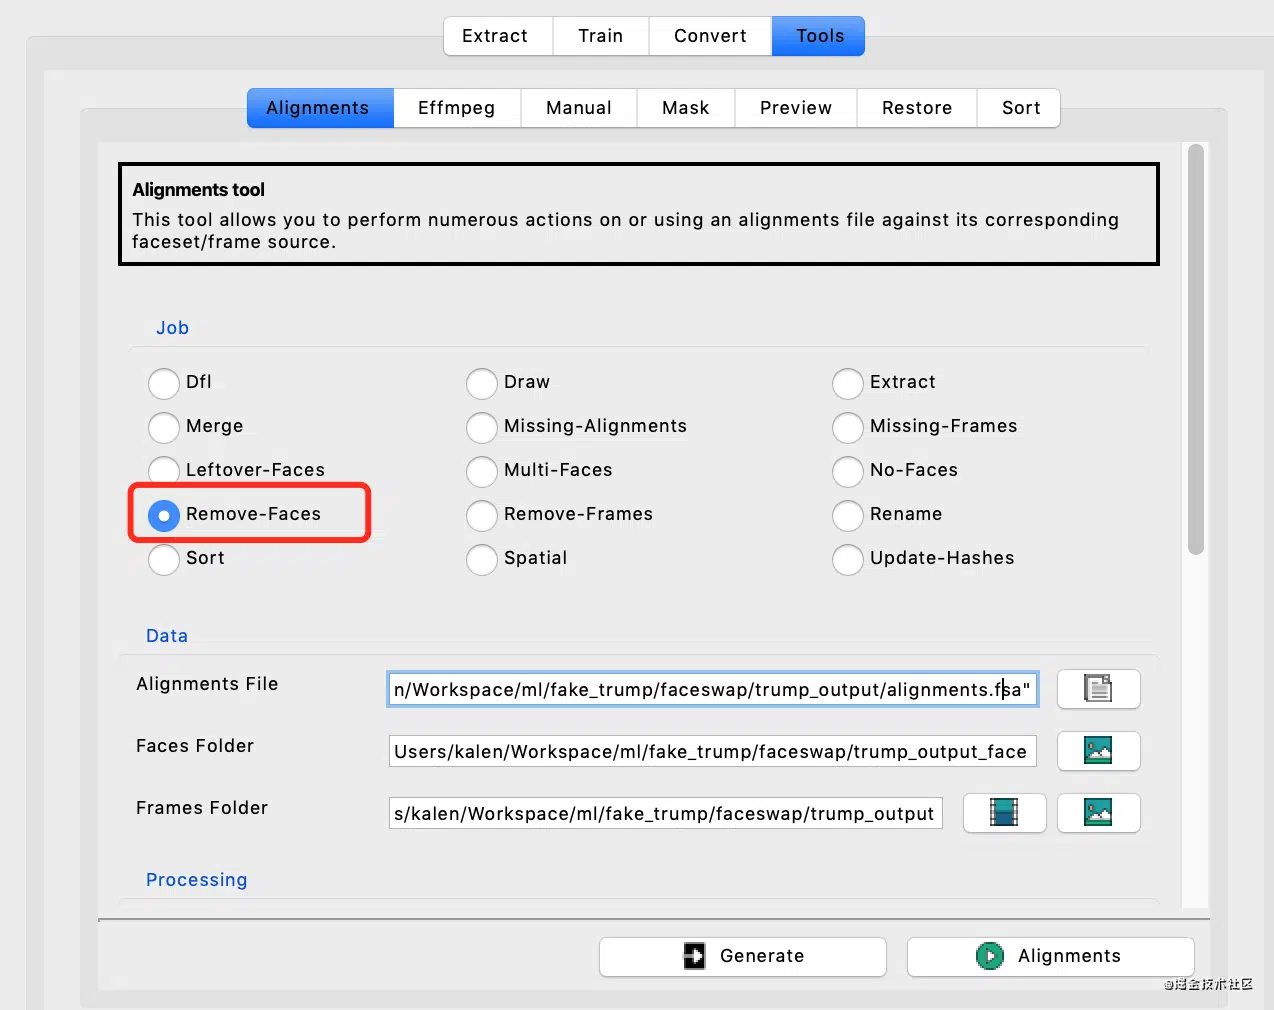 Extract Train Convert Tools
Alignments Effmpeg Manual Mask Preview Restore Sort
Alignments tool
This tool allows you to perform numerous actions on or using an alignments file against its corresponding
faceset/frame source.
Job
Dfl Draw Extract
Merge Missing-Alignments Missing-Frames
Leftover-Faces Multi-Faces No-Faces
Remove-Faces Remove-Frames Rename
Sort Spatial Update-Hashes
Data
Alignments File n/Workspace/ml/fake_trump/faceswap/trump_output/alignments.fsa"
Faces Folder Users/kalen/Workspace/ml/fake_trump/faceswap/trump_output_face
Frames Folder s/kalen/Workspace/ml/fake_trump/faceswap/trump_output
Processing
Generate Alignments
@掘金技术社区